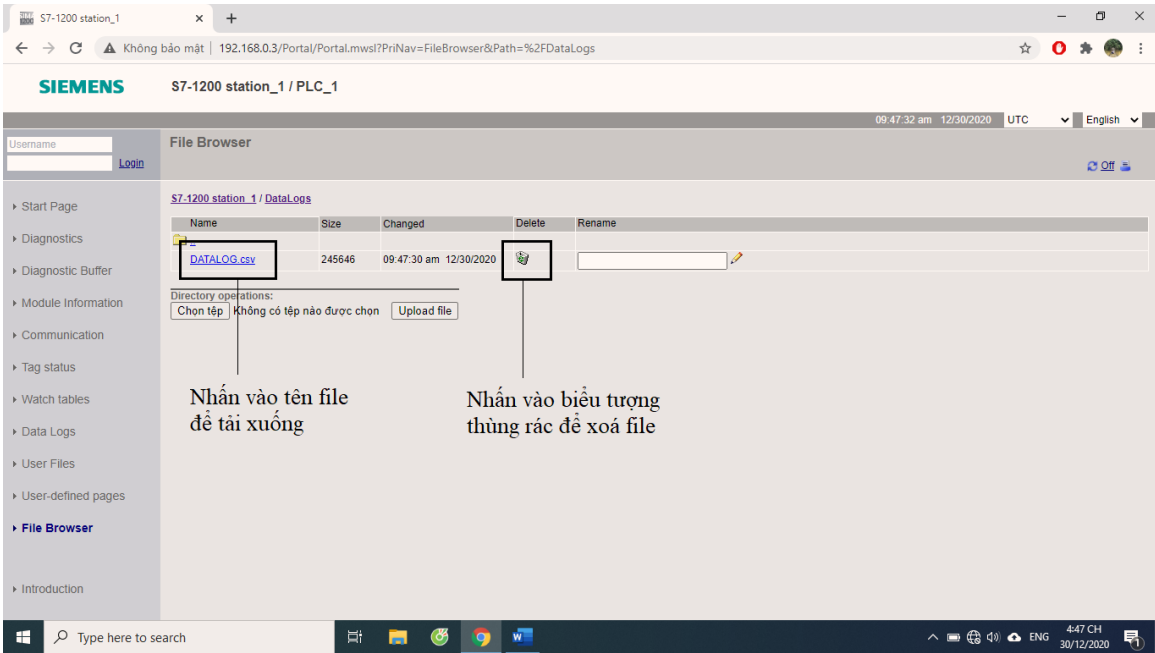 S7-1200 station_1
Không bảo mật | 192.168.0.3/Portal/Portal.mwsl?PriNav=FileBrowser&Path=%2FDataLogs
SIEMENS S7-1200 station_1 / PLC_1
09:47:32 am 12/30/2020 UTC English
Username
Login
File Browser
Off
Start Page
Diagnostics
Diagnostic Buffer
Module Information
Communication
Tag status
Watch tables
Data Logs
User Files
User-defined pages
File Browser
Introduction
S7-1200 station_1 / DataLogs
Name Size Changed Delete Rename
..
DATALOG.csv 245646 09:47:30 am 12/30/2020
Directory operations:
Chọn tệp Không có tệp nào được chọn Upload file
Nhấn vào tên file
để tải xuống
Nhấn vào biểu tượng
thùng rác để xoá file
Type here to search
ENG
4:47 CH
30/12/2020
1